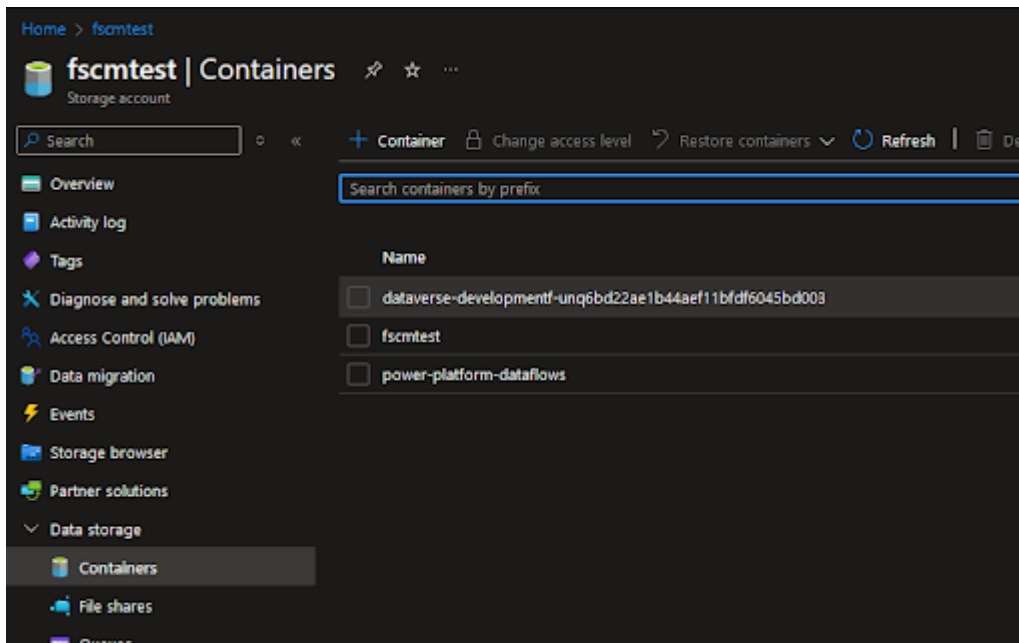 Home > fscmtest
fscmtest | Containers
Storage account
Search
+ Container Change access level Restore containers Refresh De
Search containers by prefix
Overview
Activity log
Tags
Diagnose and solve problems
Access Control (IAM)
Data migration
Events
Storage browser
Partner solutions
Data storage
Containers
File shares
Queues
Name
dataverse-developmentf-unq6bd22ae1b44aef11bfdf6045bd003
fscmtest
power-platform-dataflows